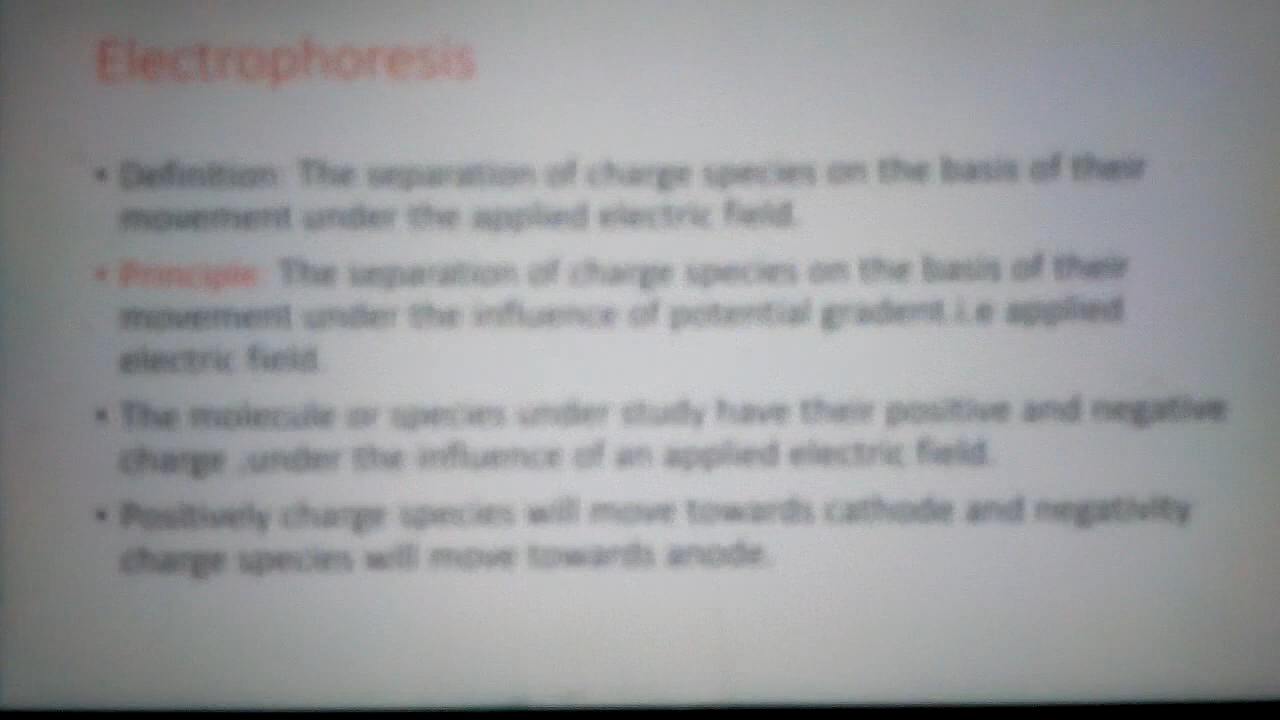 Electrophoresis
• Definition: The separation of charge species on the basis of their
movement under the applied electric field.
• Principle: The separation of charge species on the basis of their
movement under the influence of potential gradent.i.e applied
electric field.
• The molecule or species under study have their positive and negative
charge ,under the influence of an applied electric field.
• Positively charge species will move towards cathode and negativity
charge species will move towards anode.